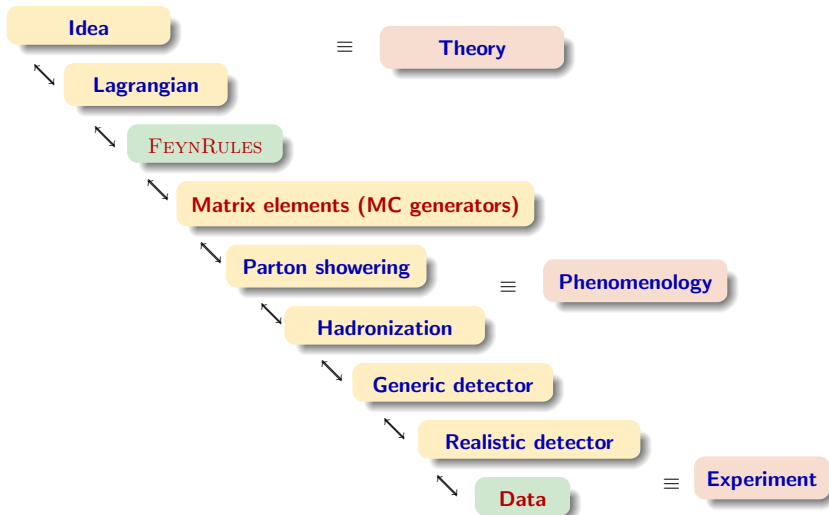 Idea
≡ Theory
Lagrangian
FEYNRULES
Matrix elements (MC generators)
Parton showering
≡ Phenomenology
Hadronization
Generic detector
Realistic detector
Data
≡ Experiment